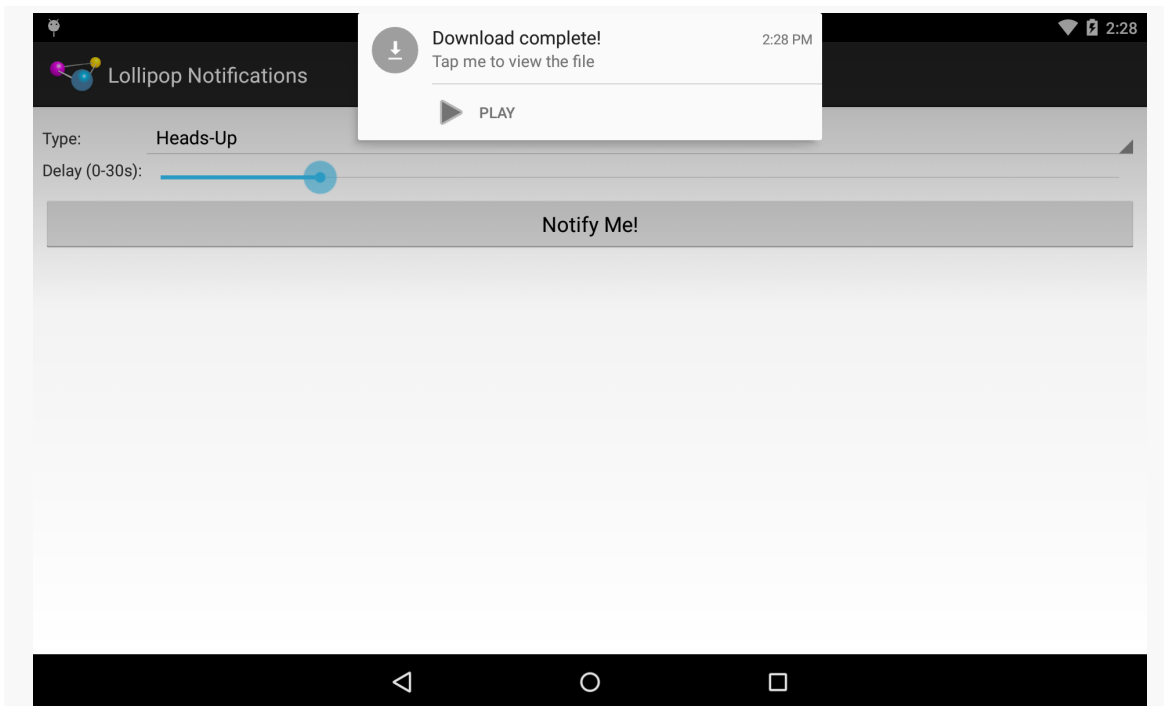 2:28
Lollipop Notifications
Download complete!
2:28 PM
Tap me to view the file
PLAY
Type:
Heads-Up
Delay (0-30s):
Notify Me!